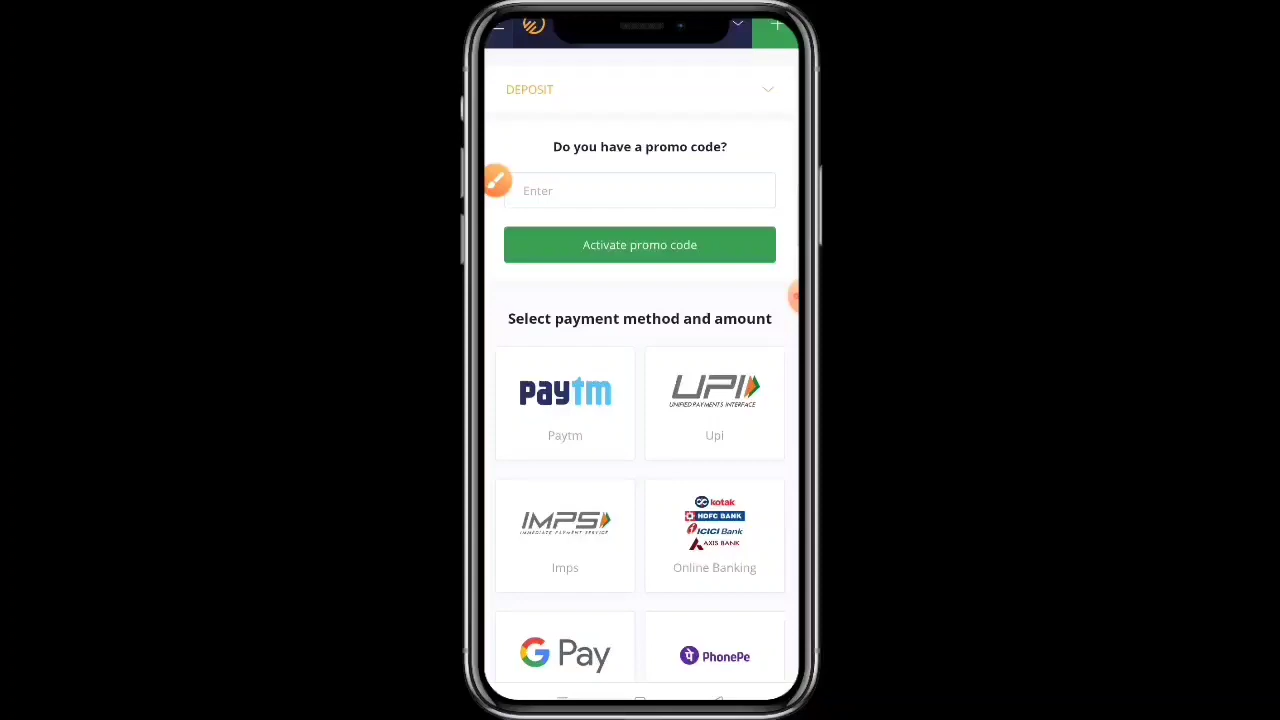 DEPOSIT
Do you have a promo code?
Enter
Activate promo code
Select payment method and amount
paytm
UPI
UNIFIED PAYMENTS INTERFACE
Paytm
Upi
IMPS
IMMEDIATE PAYMENT SERVICE
kotak
HDFC BANK
ICICI Bank
AXIS BANK
Imps
Online Banking
G Pay
पे PhonePe